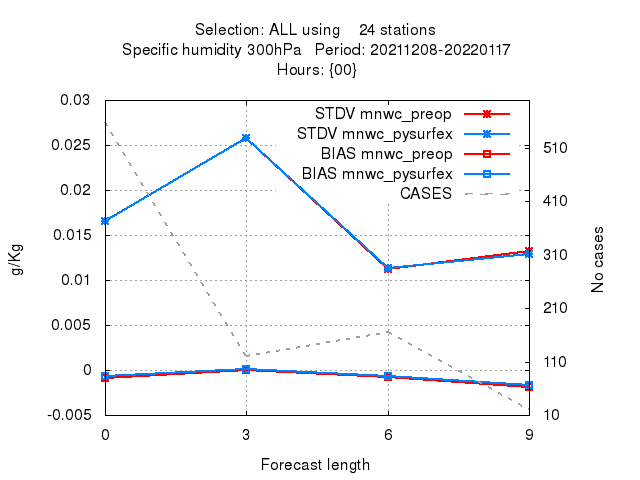 Selection: ALL using    24 stations
Specific humidity 300hPa   Period: 20211208-20220117
Hours: {00}
0.03
0.025
0.02
0.015
0.01
0.005
0
-0.005
g/Kg
STDV mnwc_preop
STDV mnwc_pysurfex
BIAS mnwc_preop
BIAS mnwc_pysurfex
CASES
510
410
310
210
110
10
No cases
0 3 6 9
Forecast length